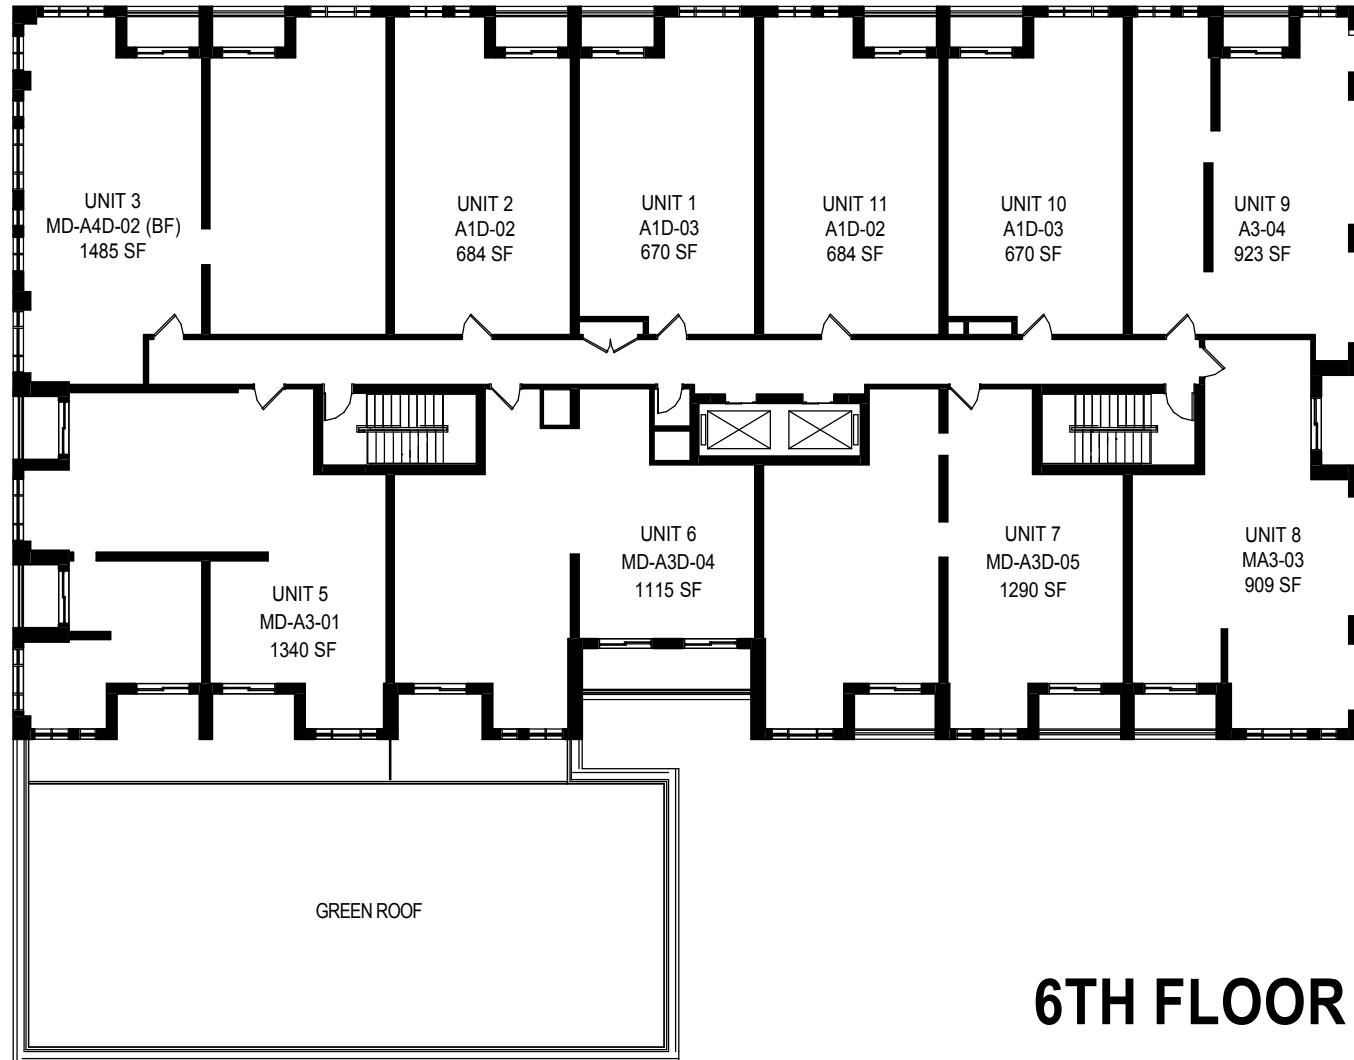 UNIT 3
MD-A4D-02 (BF)
1485 SF
UNIT 2
A1D-02
684 SF
UNIT 1
A1D-03
670 SF
UNIT 11
A1D-02
684 SF
UNIT 10
A1D-03
670 SF
UNIT 9
A3-04
923 SF
UNIT 5
MD-A3-01
1340 SF
UNIT 6
MD-A3D-04
1115 SF
UNIT 7
MD-A3D-05
1290 SF
UNIT 8
MA3-03
909 SF
GREEN ROOF
6TH FLOOR